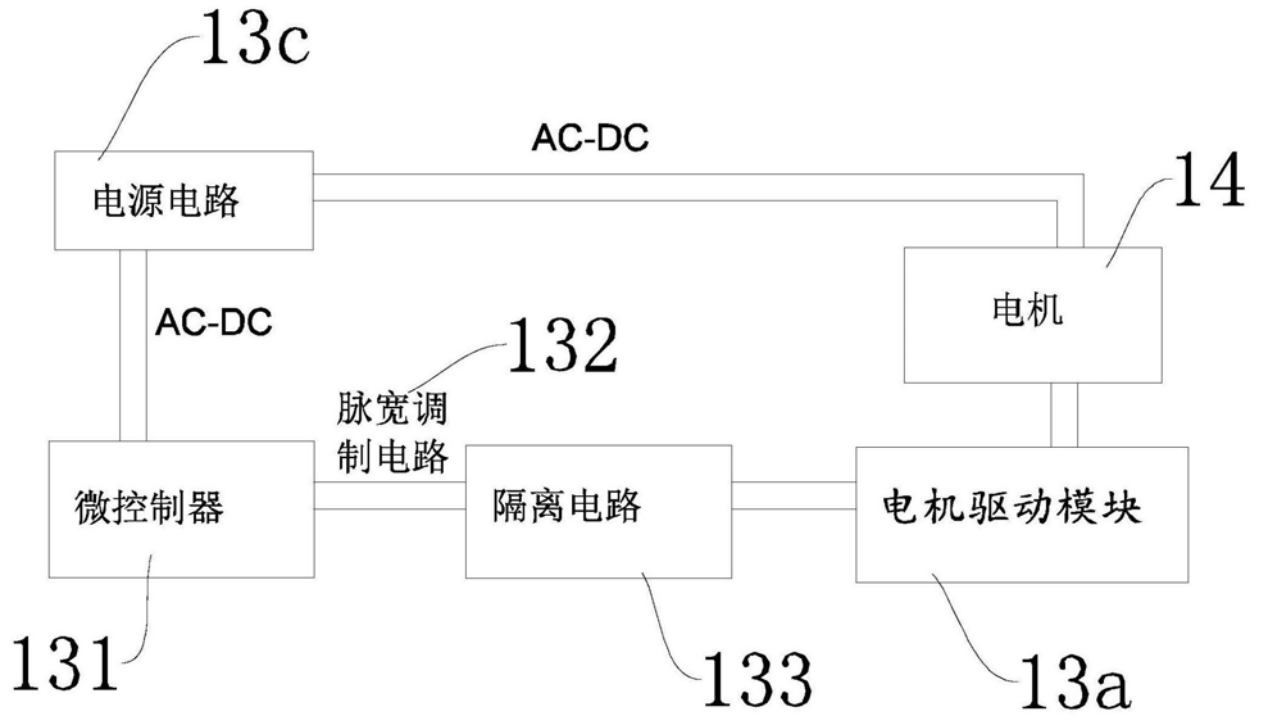 13c
AC-DC
电源电路
14
电机
AC-DC
132
脉宽调
制电路
微控制器
隔离电路
电机驱动模块
131
133
13a